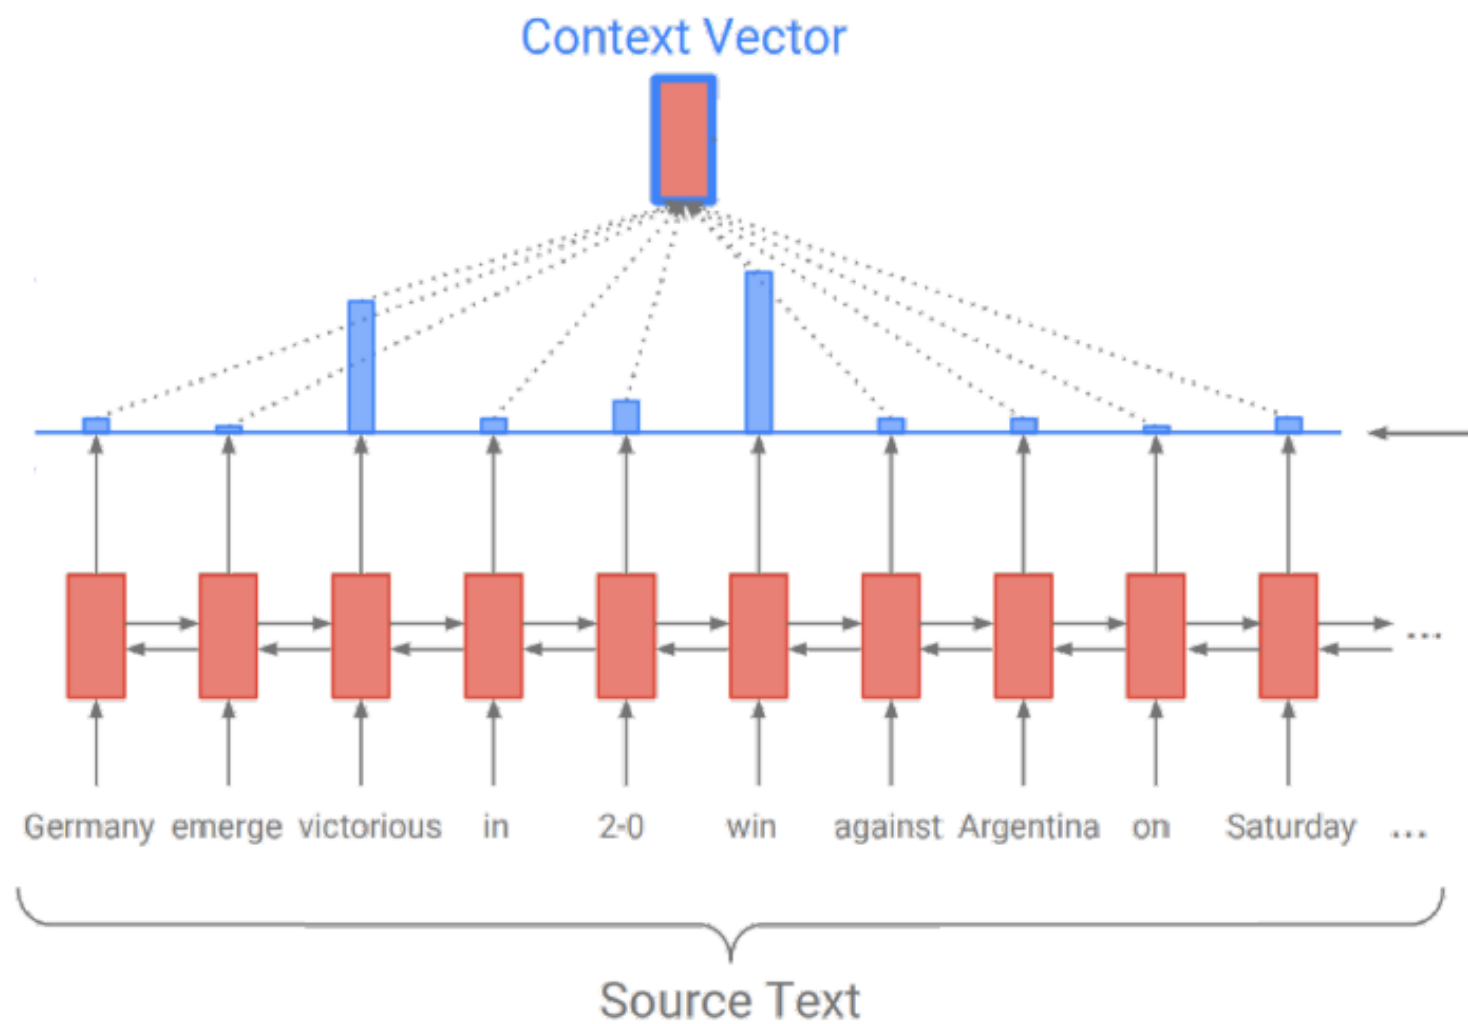 Context Vector
Germany emerge victorious in 2-0 win against Argentina on Saturday ...
...
Source Text